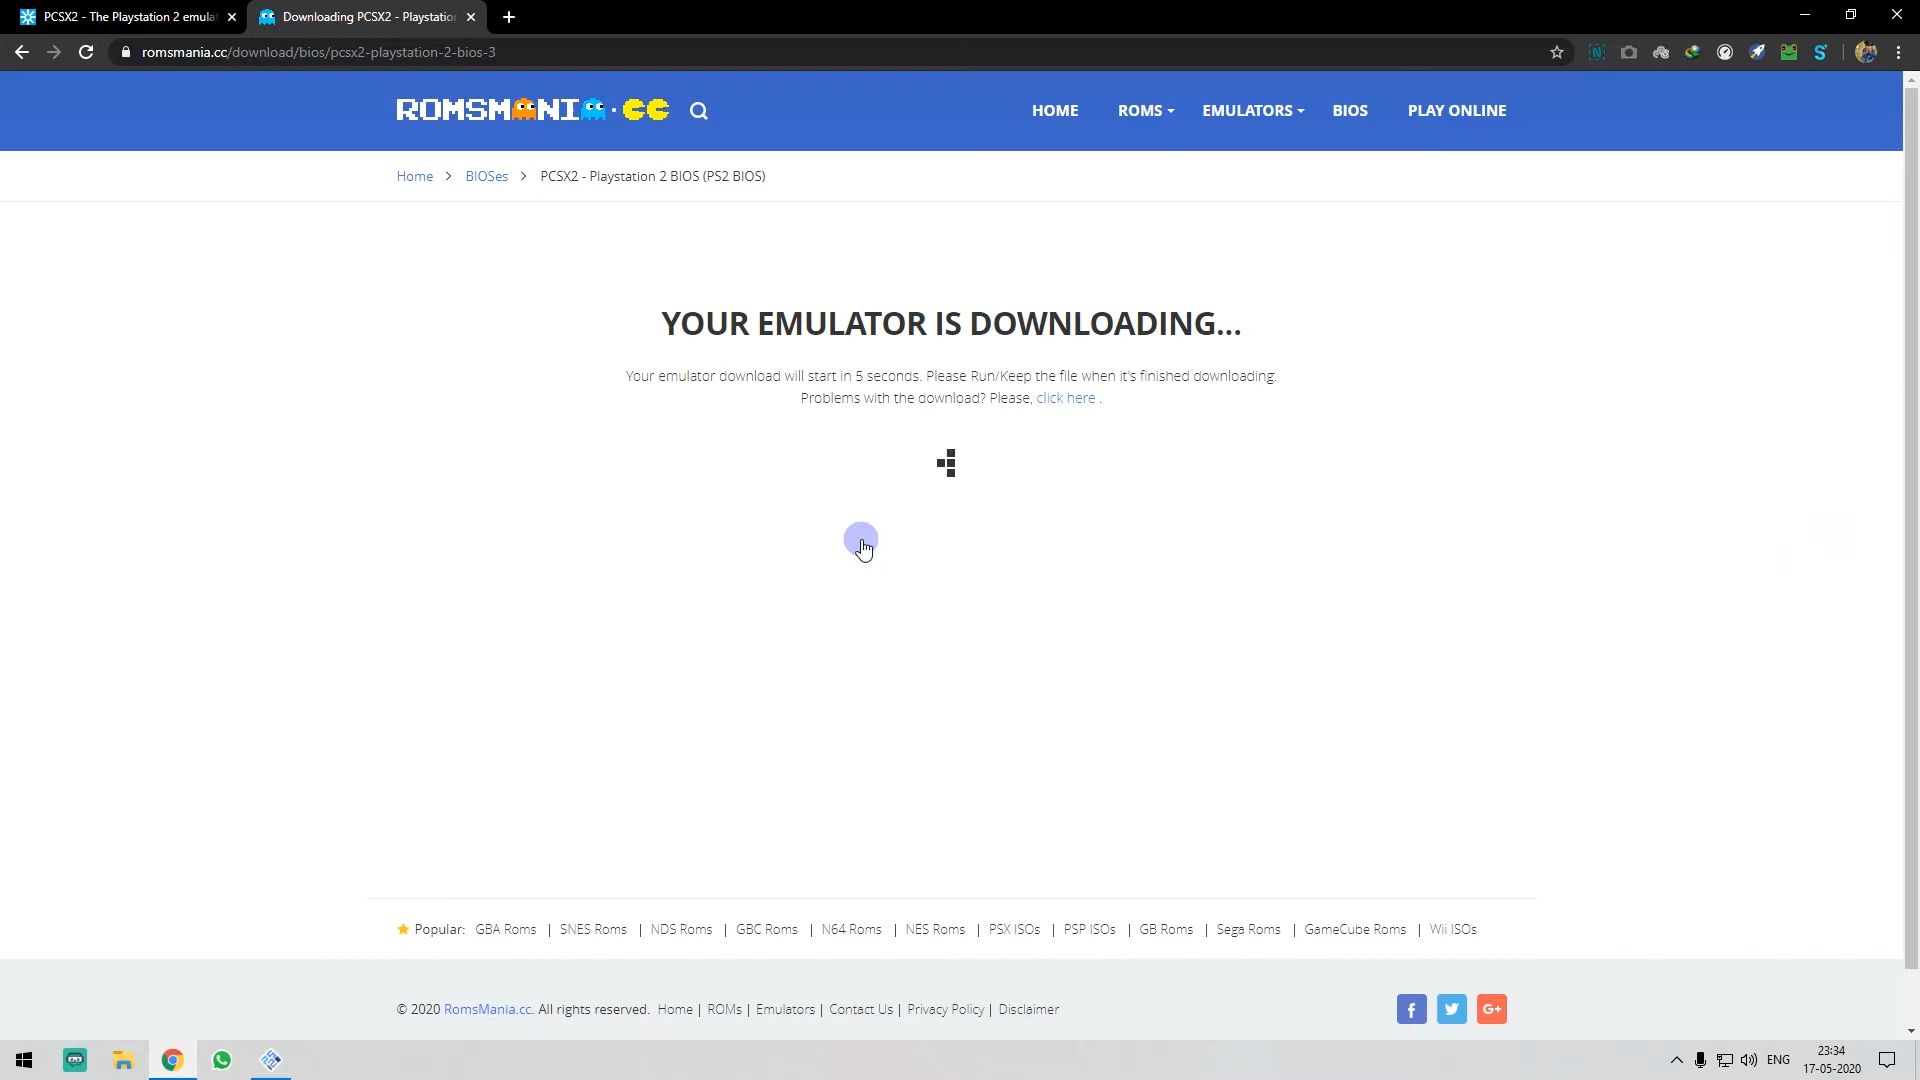 PCSX2 - The Playstation 2 emulat
Downloading PCSX2 - Playstation
romsmania.cc/download/bios/pcsx2-playstation-2-bios-3
ROMSMANIA.CC
HOME
ROMS
EMULATORS
BIOS
PLAY ONLINE
Home > BIOSes > PCSX2 - Playstation 2 BIOS (PS2 BIOS)
YOUR EMULATOR IS DOWNLOADING...
Your emulator download will start in 5 seconds. Please Run/Keep the file when it's finished downloading.
Problems with the download? Please, click here .
Popular: GBA Roms | SNES Roms | NDS Roms | GBC Roms | N64 Roms | NES Roms | PSX ISOs | PSP ISOs | GB Roms | Sega Roms | GameCube Roms | Wii ISOs
© 2020 RomsMania.cc. All rights reserved. Home | ROMs | Emulators | Contact Us | Privacy Policy | Disclaimer
f
G+
ENG
23:34
17-05-2020